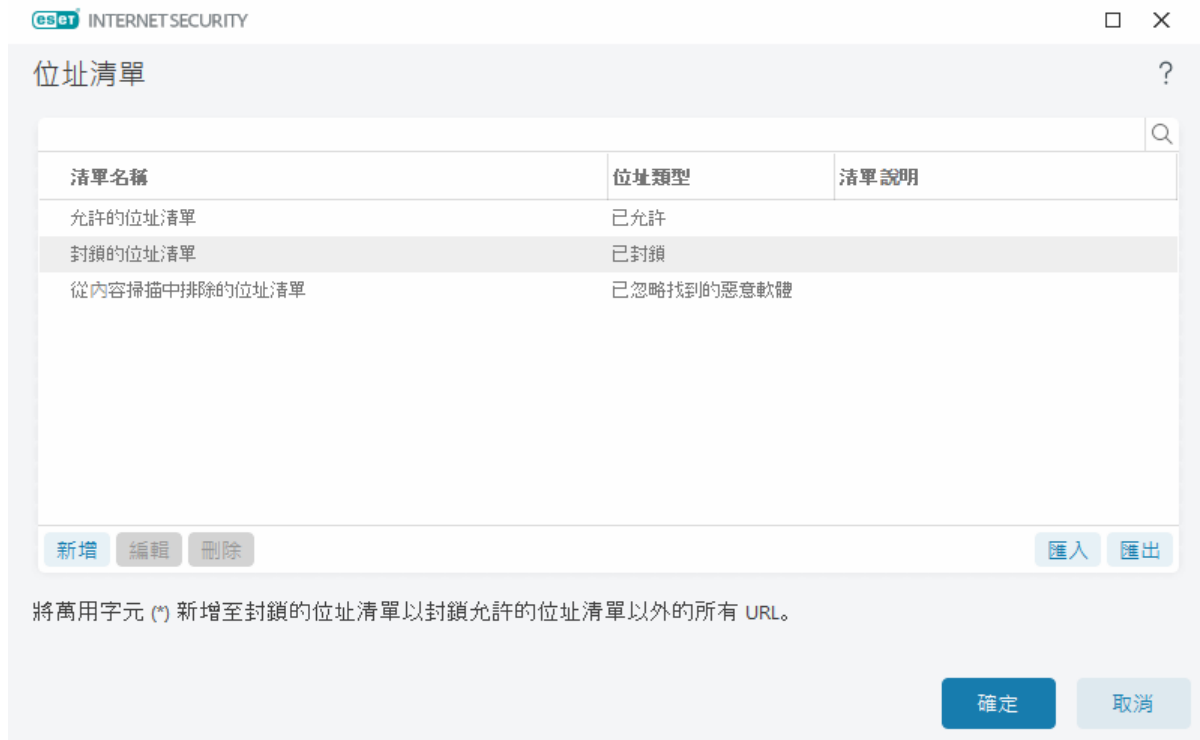 eset INTERNET SECURITY
位址清單
?
清單名稱 位址類型 清單說明
允許的位址清單 已允許
封鎖的位址清單 已封鎖
從內容掃描中排除的位址清單 已忽略找到的惡意軟體
新增 編輯 刪除 匯入 匯出
將萬用字元 (*) 新增至封鎖的位址清單以封鎖允許的位址清單以外的所有 URL。
確定 取消